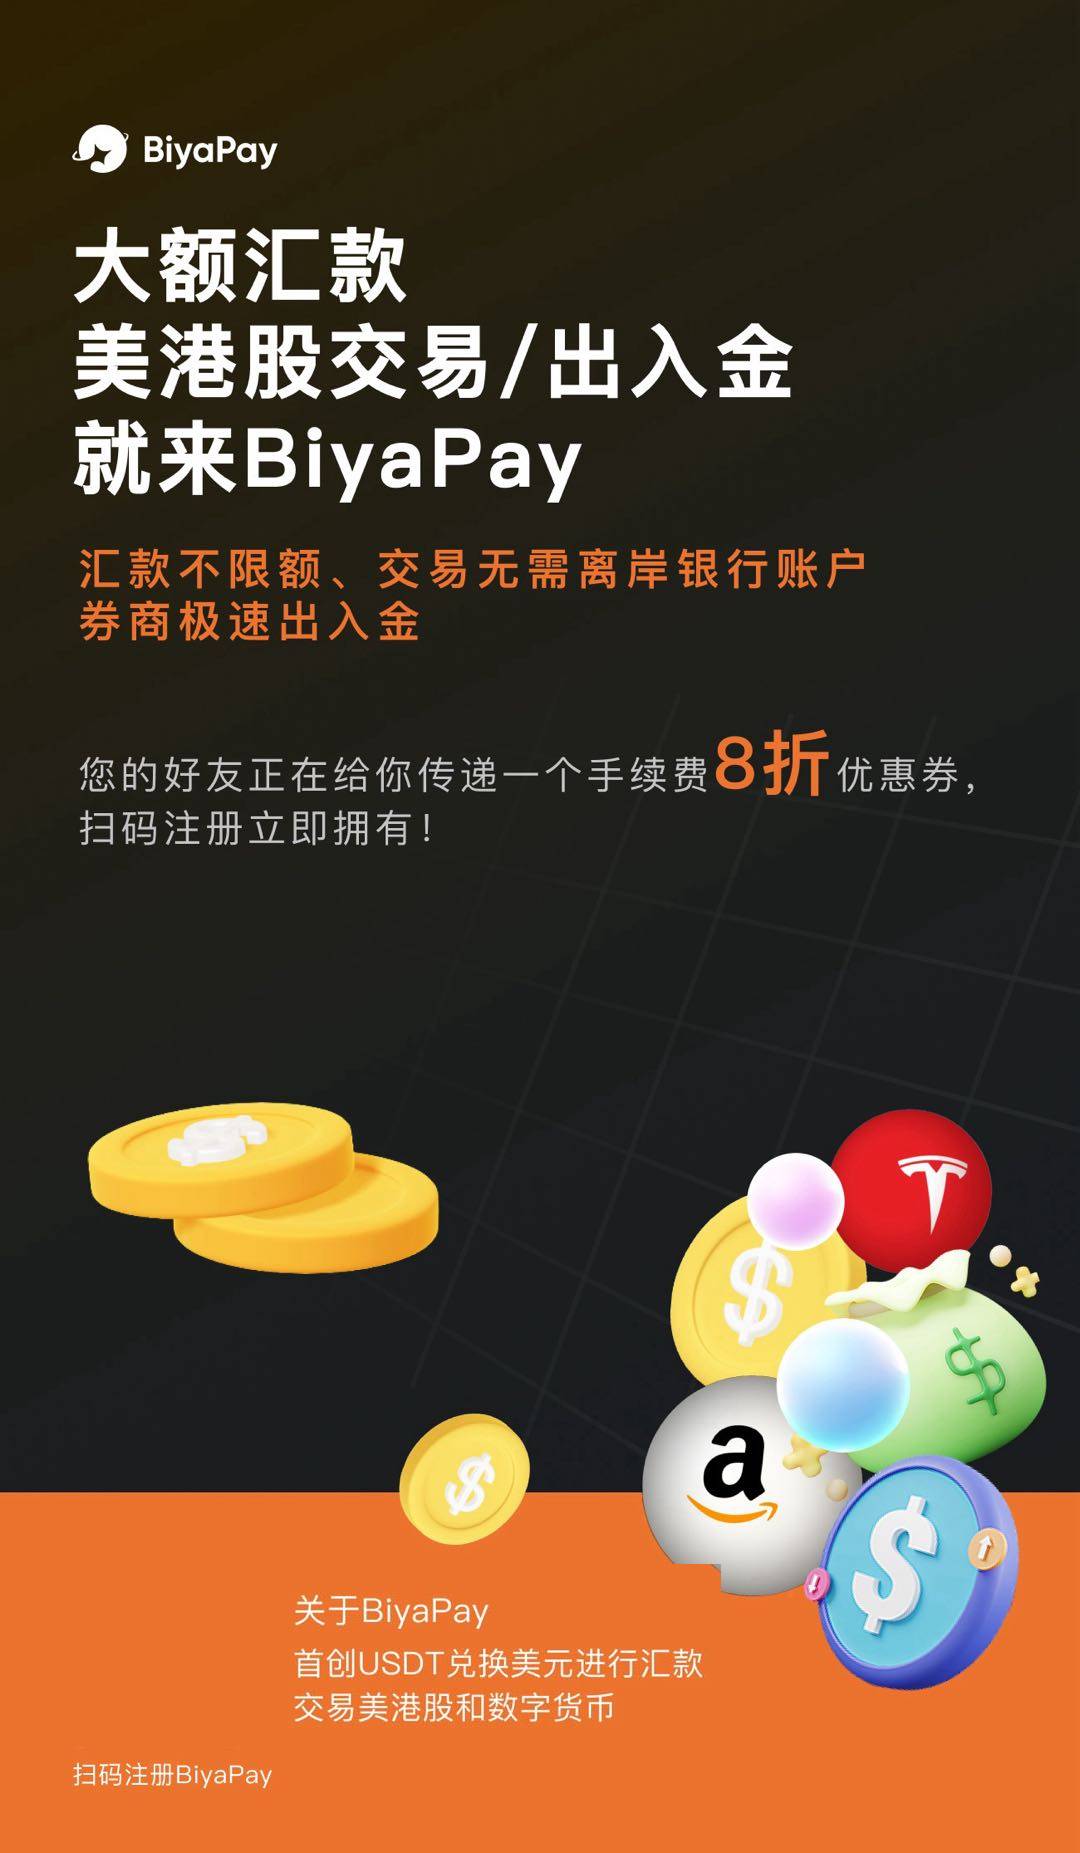 BiyaPay
大额汇款
美港股交易/出入金
就来BiyaPay
汇款不限额、交易无需离岸银行账户
券商极速出入金
您的好友正在给你传递一个手续费8折优惠券，
扫码注册立即拥有！
$
$
$
a
$
$
关于BiyaPay
首创USDT兑换美元进行汇款
交易美港股和数字货币
扫码注册BiyaPay